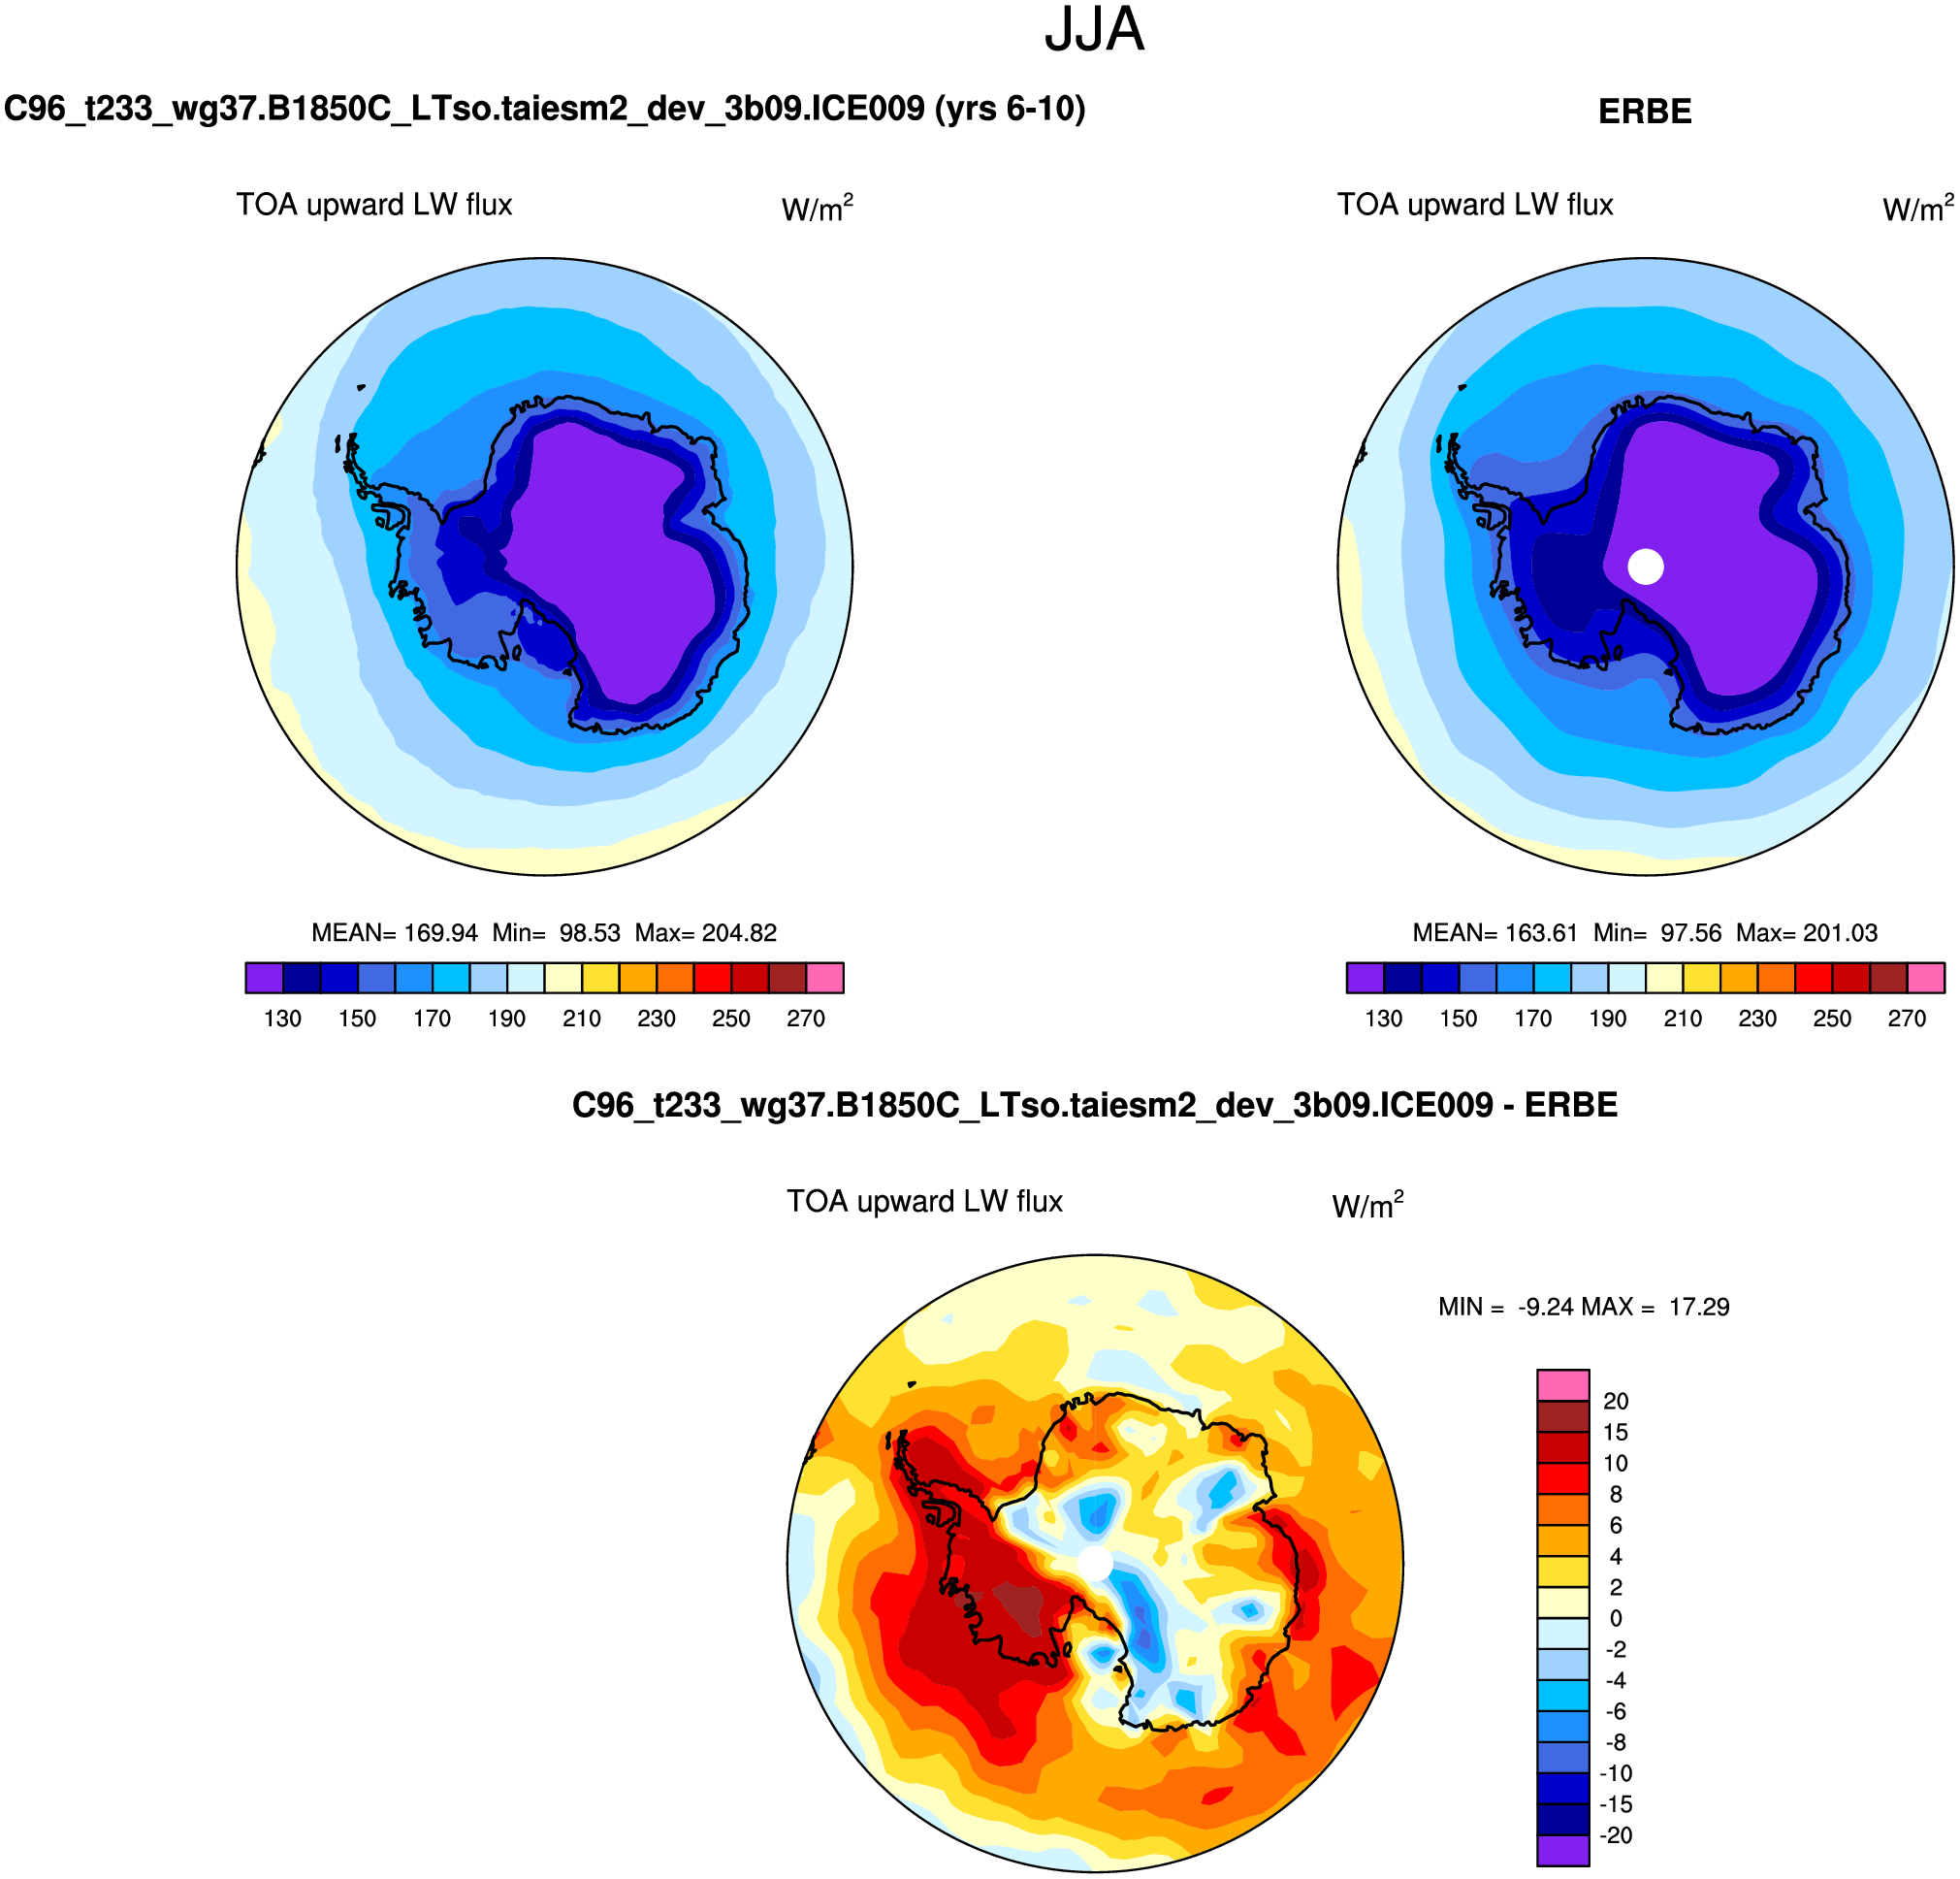 JJA
C96_t233_wg37.B1850C_LTso.taiesm2_dev_3b09.ICE009 (yrs 6-10)
ERBE
TOA upward LW flux W/m²
TOA upward LW flux W/m²
MEAN= 169.94 Min= 98.53 Max= 204.82
MEAN= 163.61 Min= 97.56 Max= 201.03
130 150 170 190 210 230 250 270
130 150 170 190 210 230 250 270
C96_t233_wg37.B1850C_LTso.taiesm2_dev_3b09.ICE009 - ERBE
TOA upward LW flux W/m²
MIN = -9.24 MAX = 17.29
20
15
10
8
6
4
2
0
-2
-4
-6
-8
-10
-15
-20